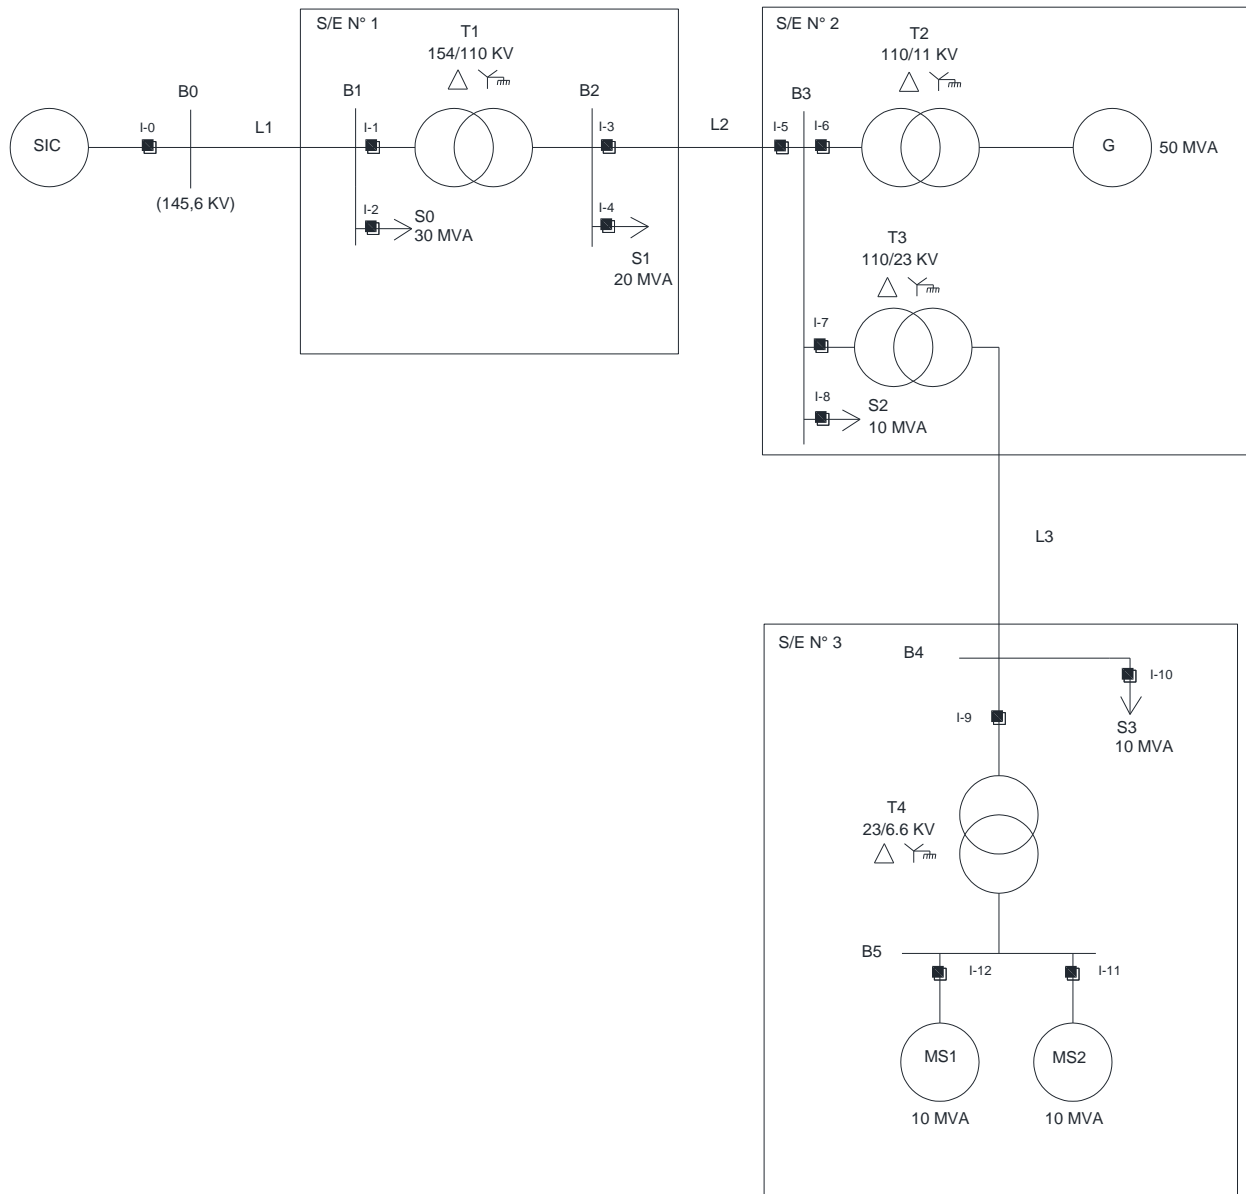 S/E N° 1
T1
154/110 KV
S/E N° 2
T2
110/11 KV
B0
B1
B2
B3
SIC
I-0
L1
I-1
I-3
L2
I-5
I-6
G
50 MVA
(145,6 KV)
I-2
S0
30 MVA
I-4
S1
20 MVA
T3
110/23 KV
I-7
I-8
S2
10 MVA
L3
S/E N° 3
B4
I-10
I-9
S3
10 MVA
T4
23/6.6 KV
B5
I-12
I-11
MS1
MS2
10 MVA
10 MVA